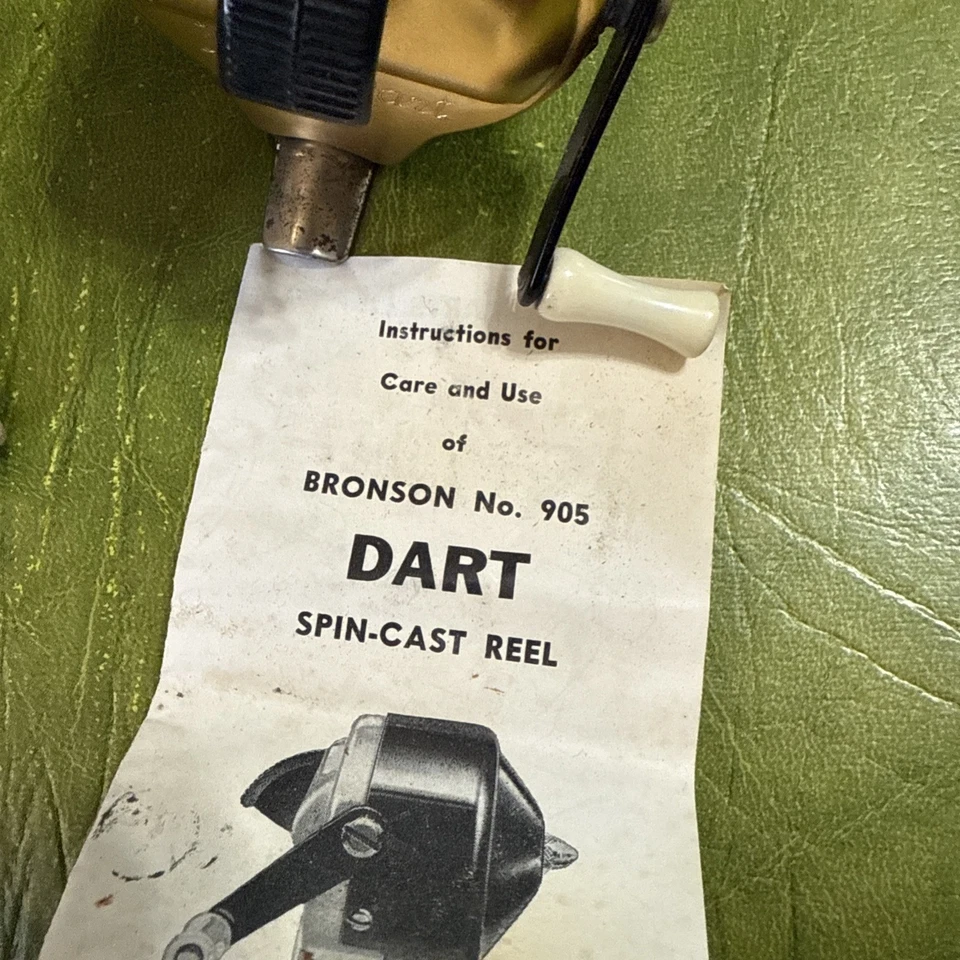 Instructions for
Care and Use
of
BRONSON No. 905
DART
SPIN-CAST REEL